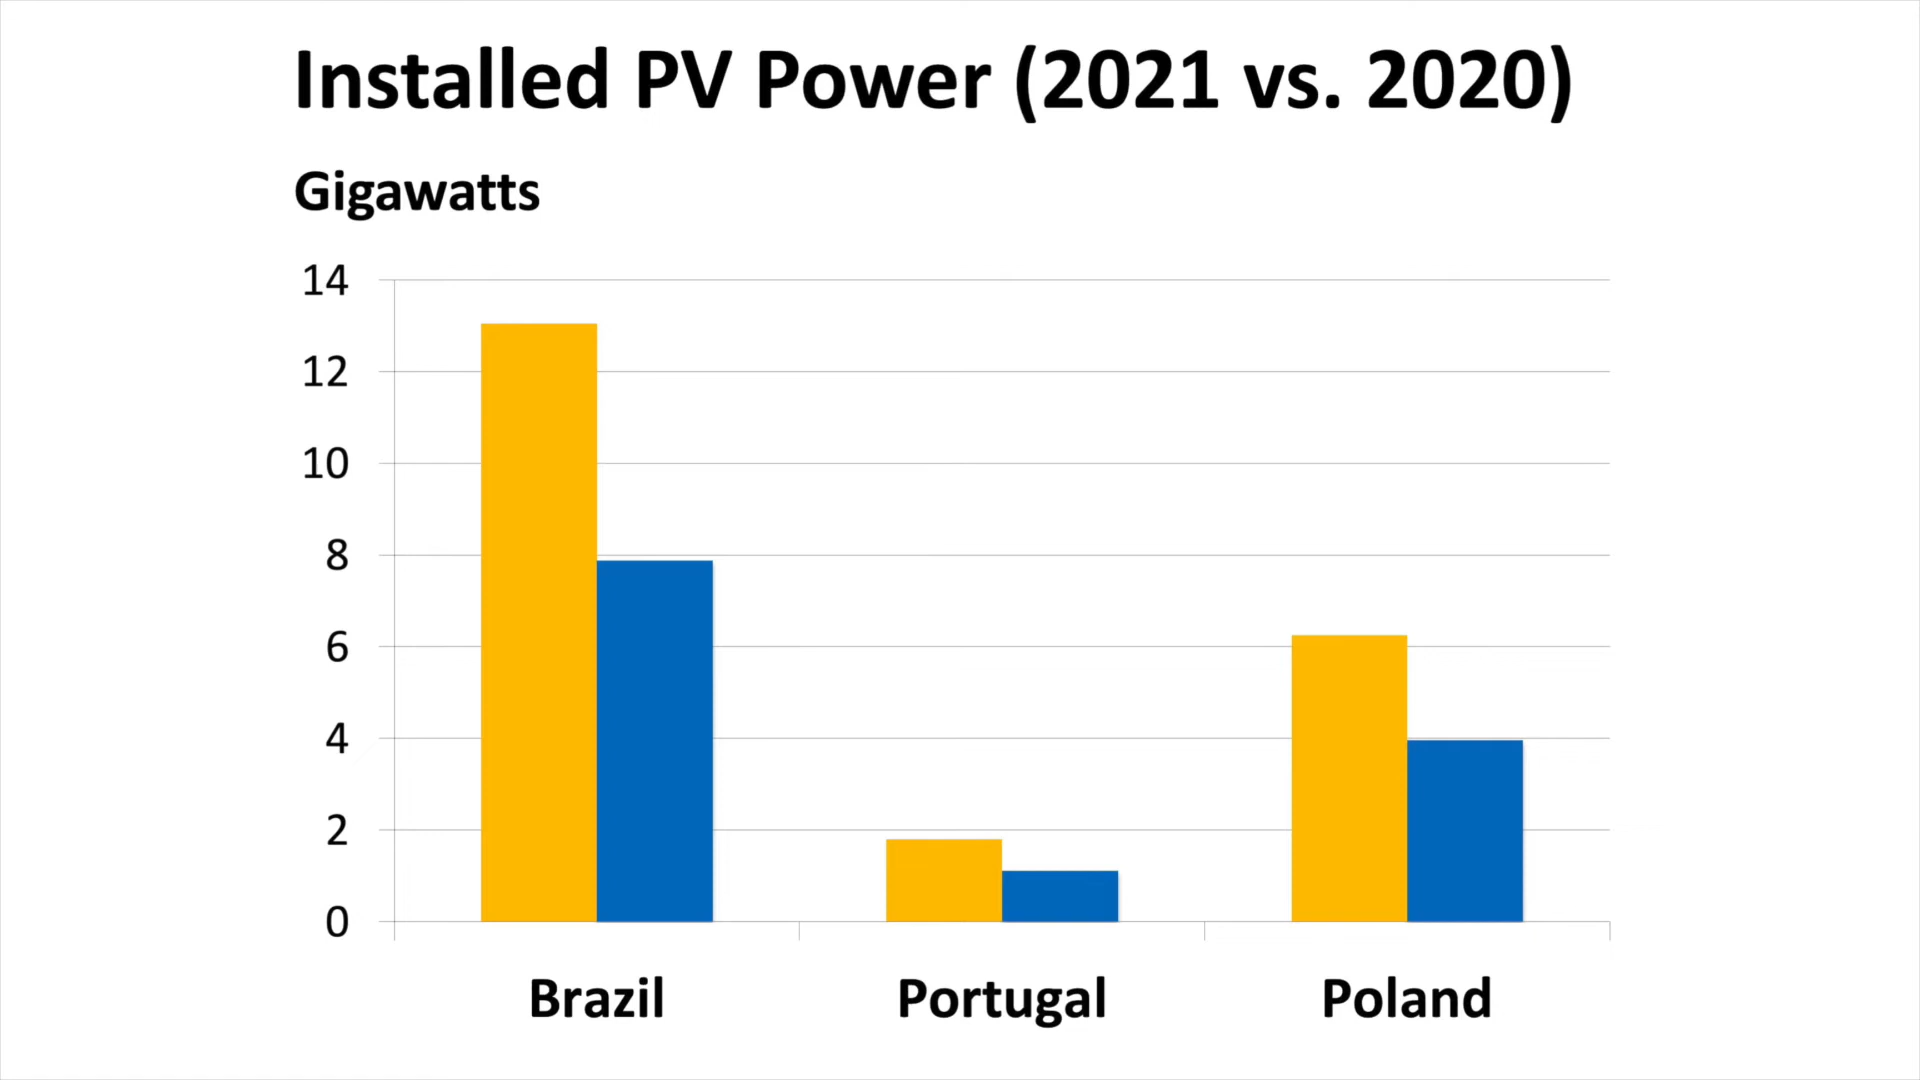 Installed PV Power (2021 vs. 2020)
Gigawatts
14
12
10
8
6
4
2
0
Brazil Portugal Poland